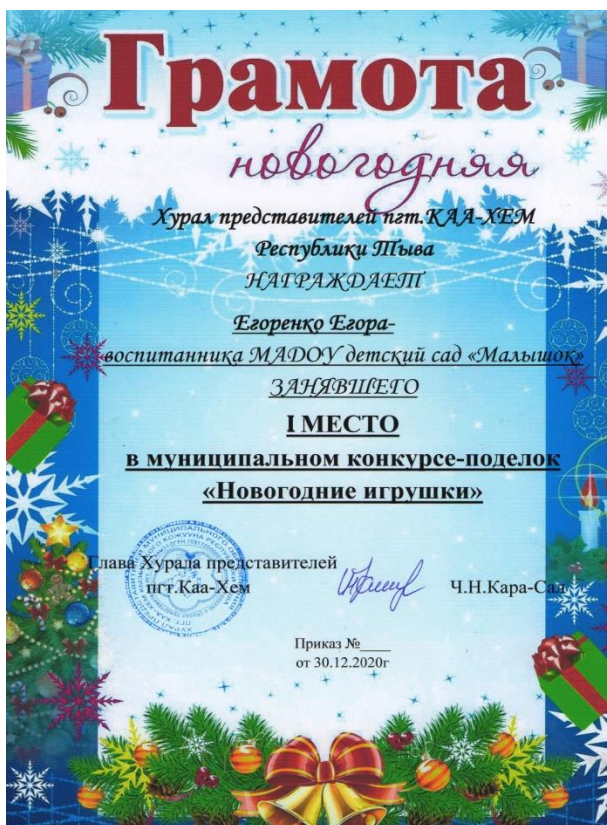 Грамота
новогодняя
Хурал представителей пгт.КАА-ХЕМ
Республики Тыва
НАГРАЖДАЕТ
Егоренко Егора-
воспитанника МАДОУ детский сад «Малышок»
ЗАНЯВШЕГО
I МЕСТО
в муниципальном конкурсе-поделок
«Новогодние игрушки»
Глава Хурала представителей
пгт.Каа-Хем Ч.Н.Кара-Сал
Приказ №____
от 30.12.2020г